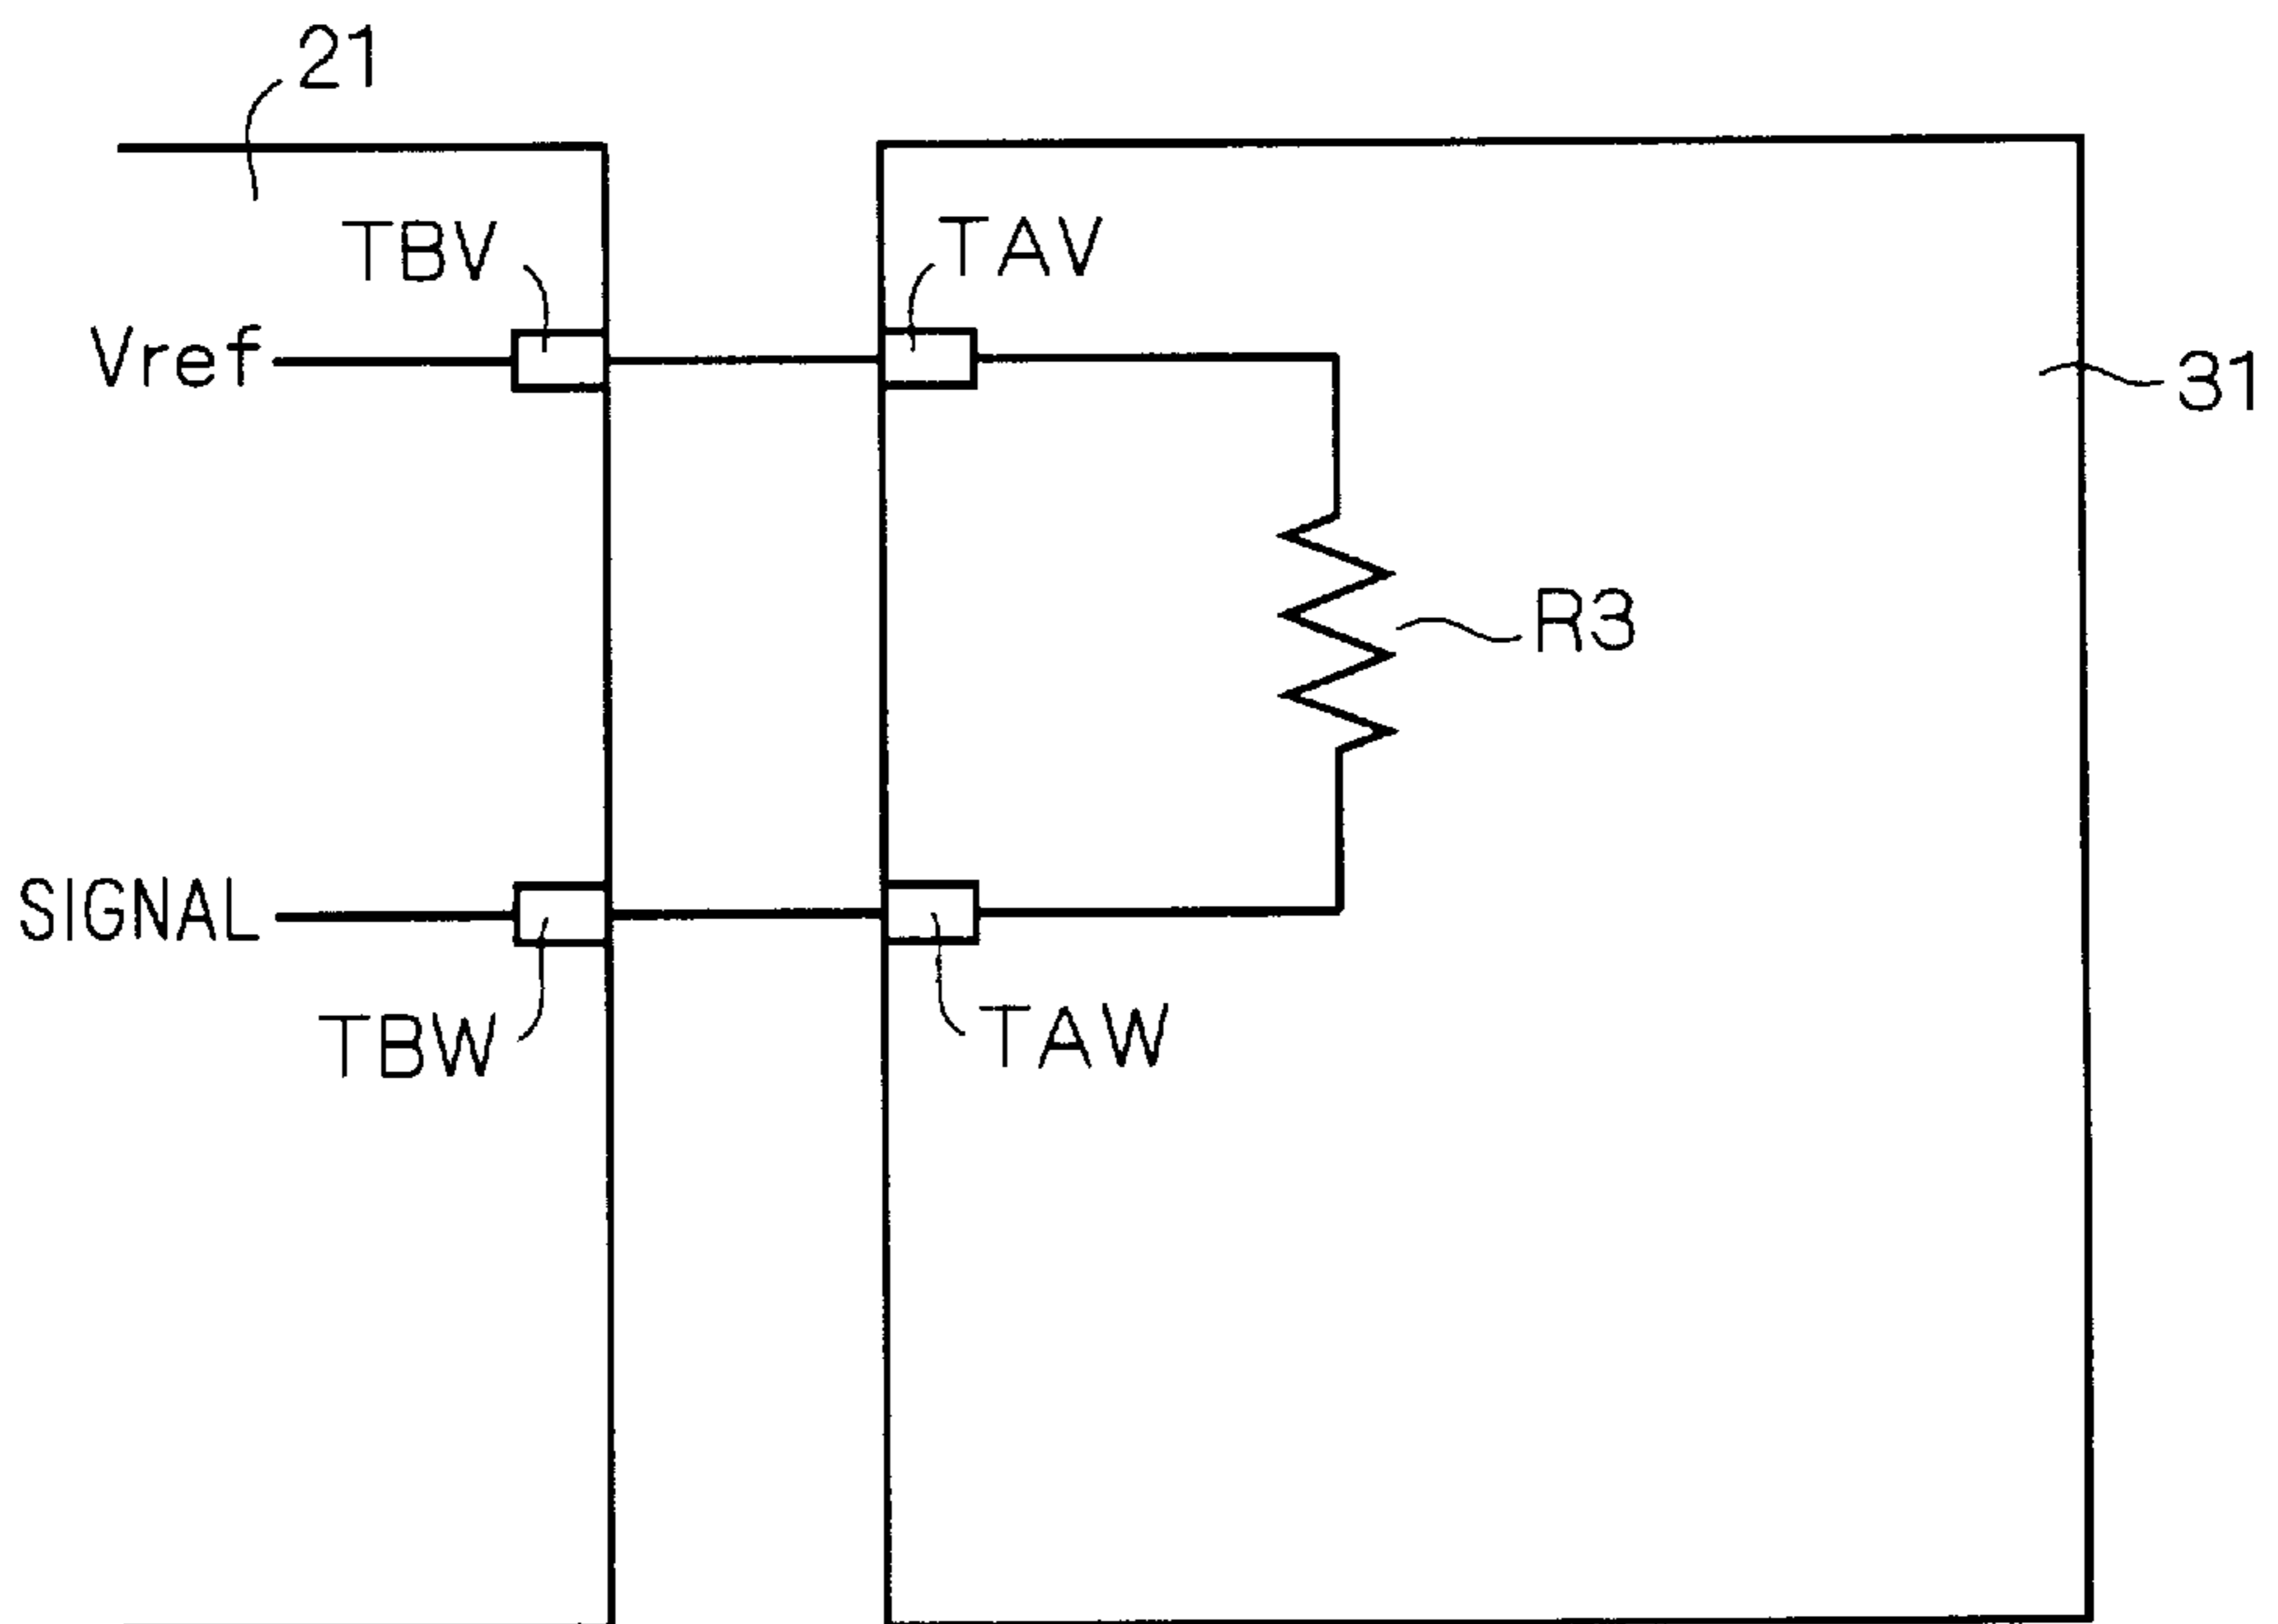 21
TBV
TAV
Vref
31
R3
SIGNAL
TBW
TAW